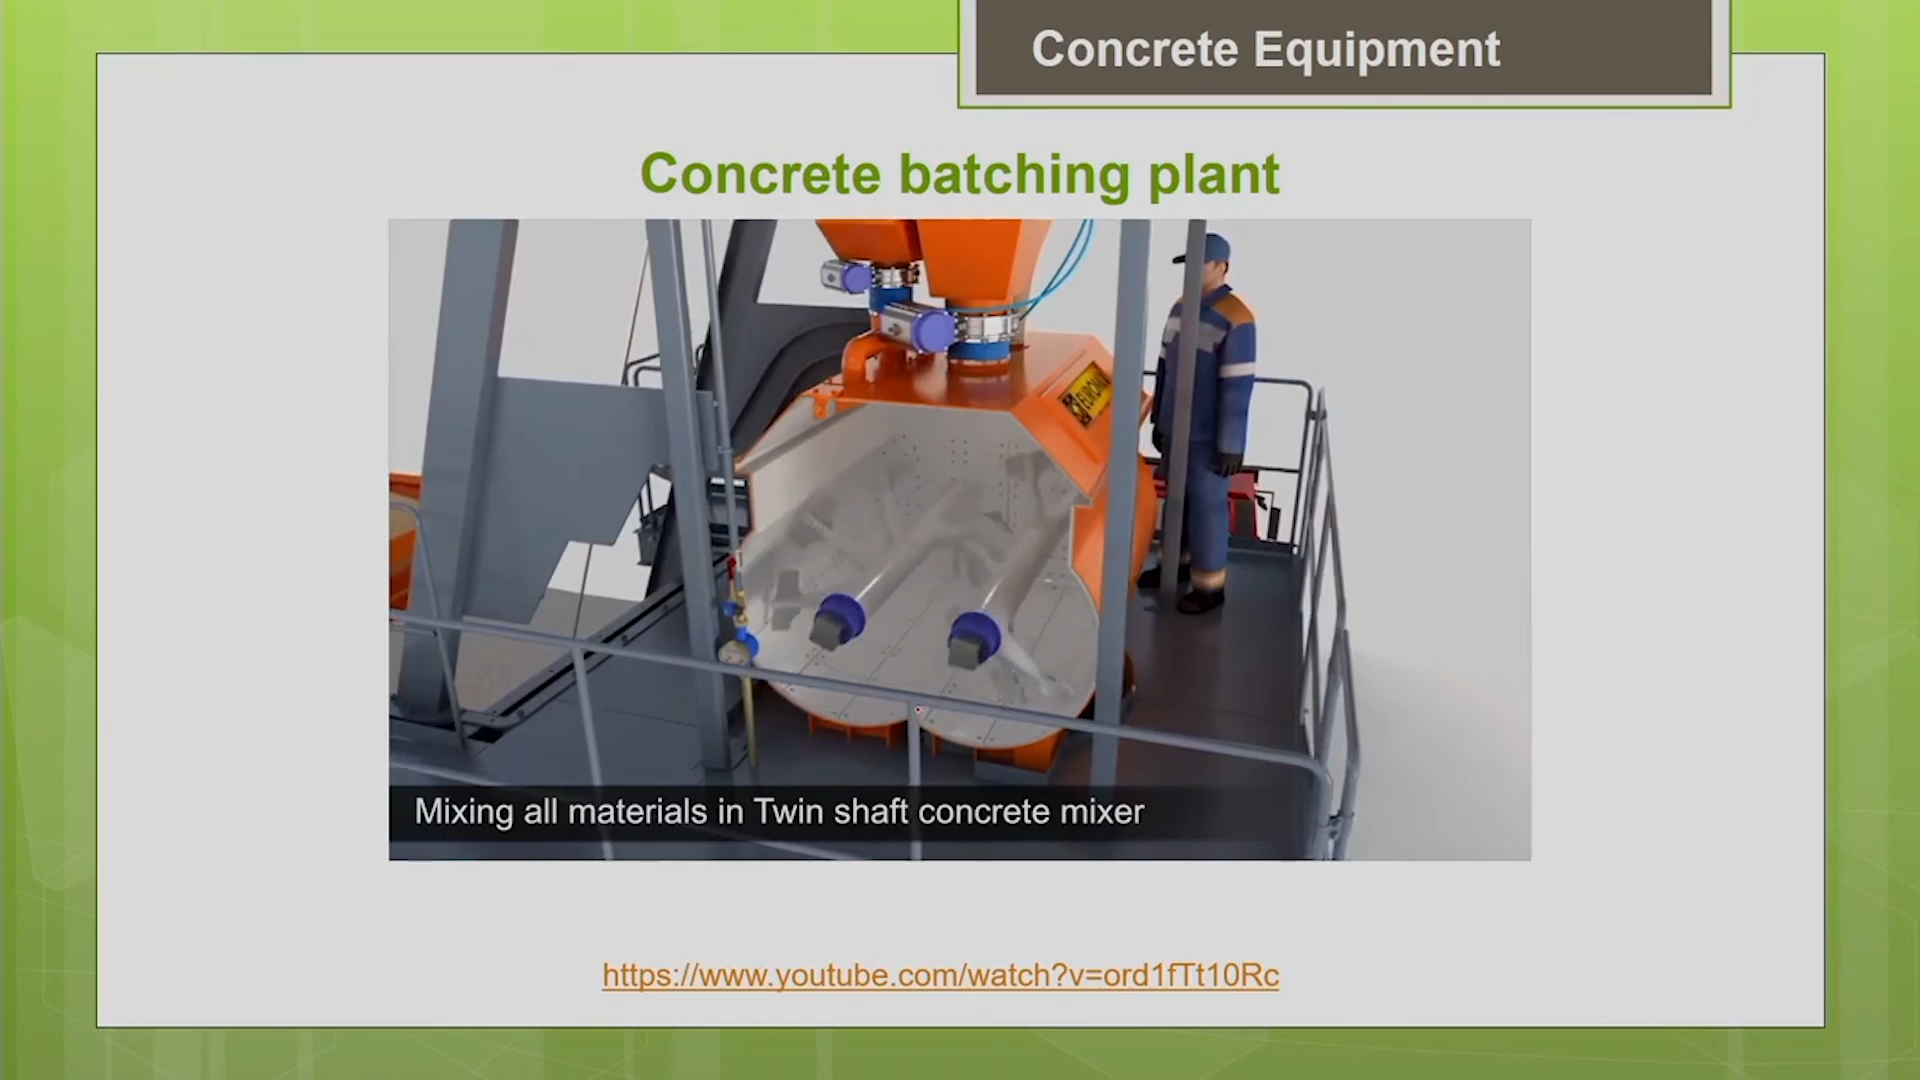 Concrete Equipment
Concrete batching plant
EUROMIX
Mixing all materials in Twin shaft concrete mixer
https://www.youtube.com/watch?v=ord1fTt10Rc